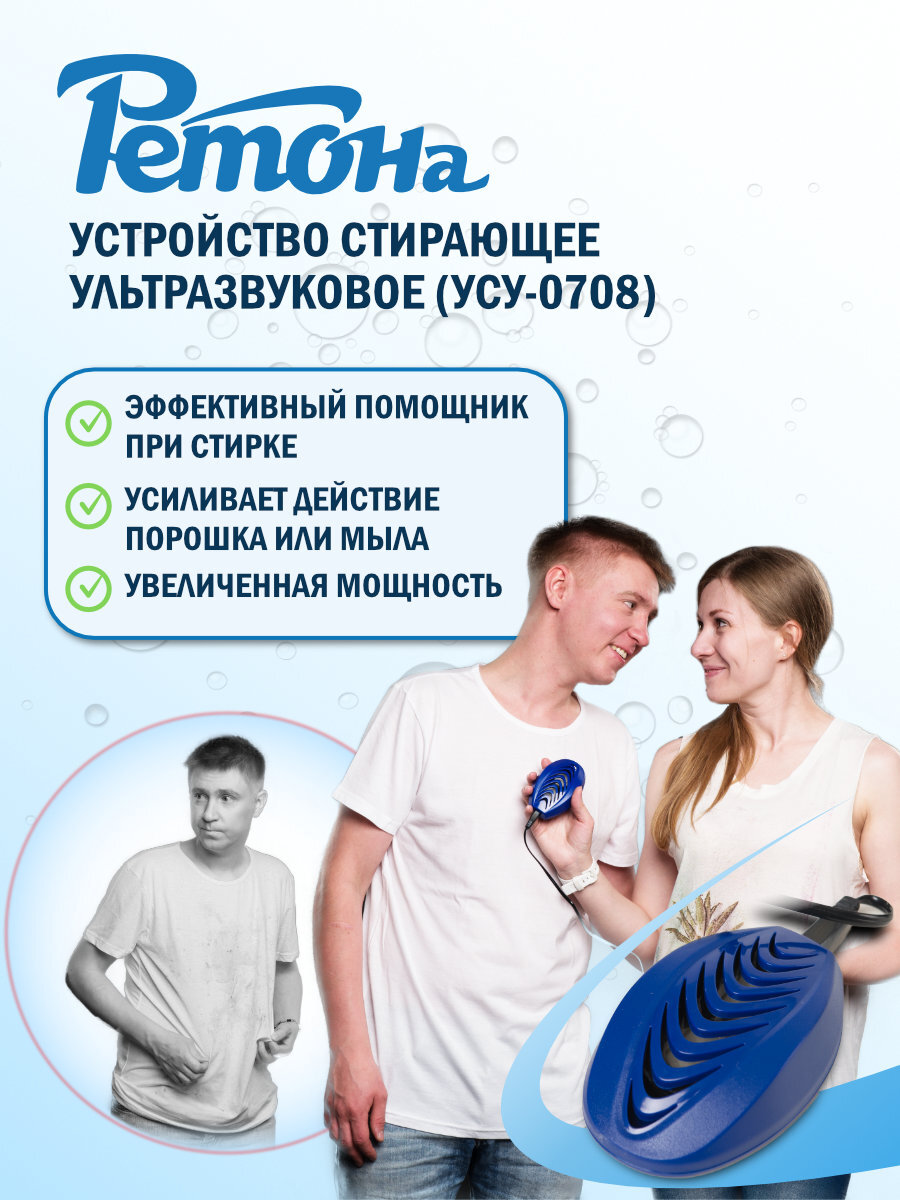 Ретона
УСТРОЙСТВО СТИРАЮЩЕЕ
УЛЬТРАЗВУКОВОЕ (УСУ-0708)
ЭФФЕКТИВНЫЙ ПОМОЩНИК
ПРИ СТИРКЕ
УСИЛИВАЕТ ДЕЙСТВИЕ
ПОРОШКА ИЛИ МЫЛА
УВЕЛИЧЕННАЯ МОЩНОСТЬ